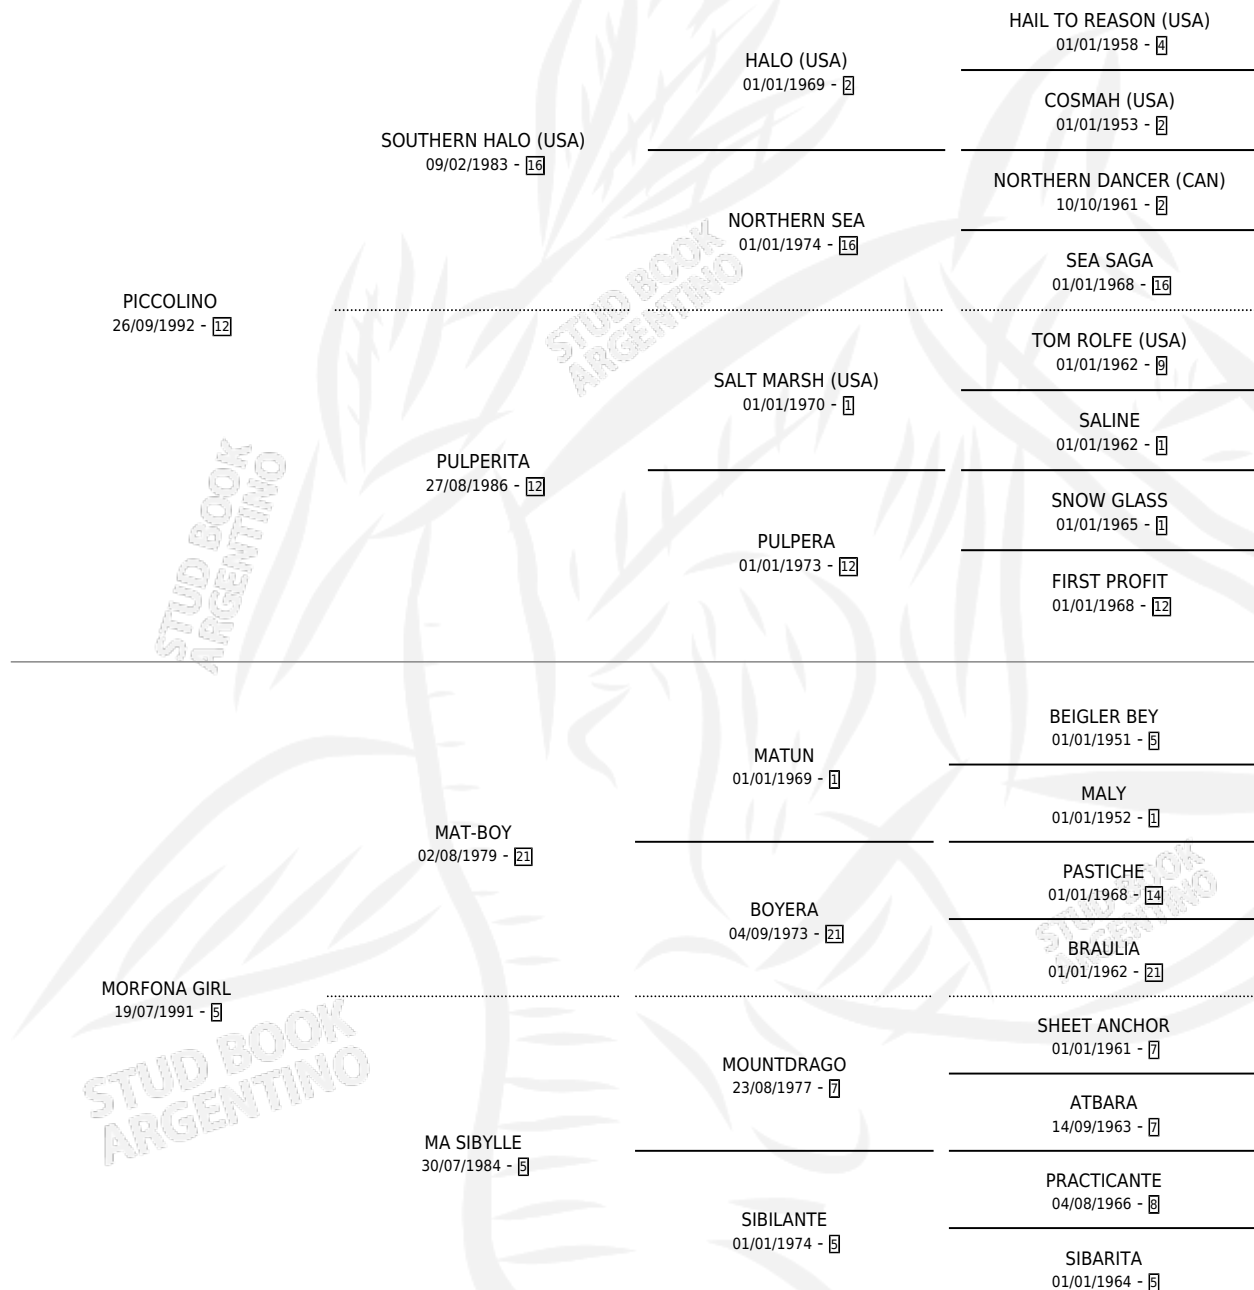 HAIL TO REASON (USA)
01/01/1958 - 4
HALO (USA)
01/01/1969 - 2
COSMAH (USA)
01/01/1953 - 2
SOUTHERN HALO (USA)
09/02/1983 - 16
NORTHERN DANCER (CAN)
10/10/1961 - 2
NORTHERN SEA
01/01/1974 - 16
SEA SAGA
01/01/1968 - 16
PICCOLINO
26/09/1992 - 12
STUD BOOK
ARGENTINO
TOM ROLFE (USA)
01/01/1962 - 9
SALT MARSH (USA)
01/01/1970 - 1
SALINE
01/01/1962 - 1
PULPERITA
27/08/1986 - 12
SNOW GLASS
01/01/1965 - 1
PULPERA
01/01/1973 - 12
FIRST PROFIT
01/01/1968 - 12
STUD BOOK
ARGENTINO
BEIGLER BEY
01/01/1951 - 5
MATUN
01/01/1969 - 1
MALY
01/01/1952 - 1
MAT-BOY
02/08/1979 - 21
PASTICHE
01/01/1968 - 14
BOYERA
04/09/1973 - 21
BRAULIA
01/01/1962 - 21
STUD BOOK
ARGENTINO
MORFONA GIRL
19/07/1991 - 5
SHEET ANCHOR
01/01/1961 - 7
MOUNTDRAGO
23/08/1977 - 7
ATBARA
14/09/1963 - 7
STUD BOOK
ARGENTINO
MA SIBYLLE
30/07/1984 - 5
PRACTICANTE
04/08/1966 - 8
SIBILANTE
01/01/1974 - 5
SIBARITA
01/01/1964 - 5